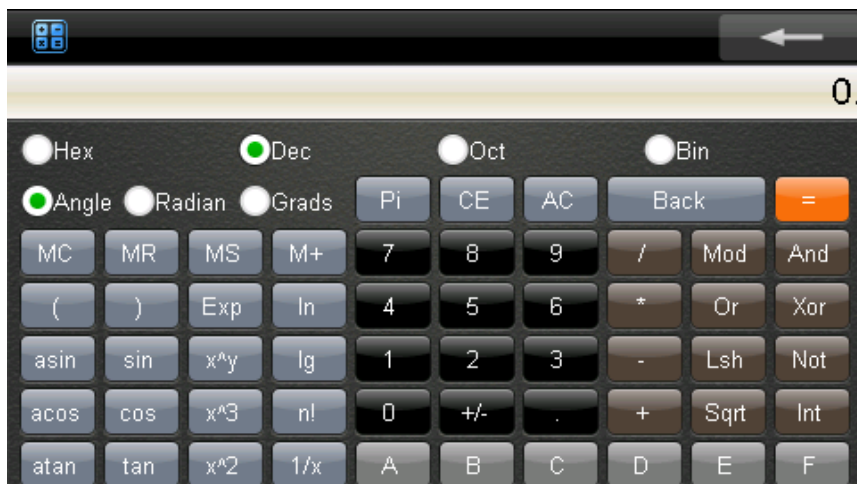 0.
Hex Dec Oct Bin
Angle Radian Grads Pi CE AC Back =
MC MR MS M+ 7 8 9 / Mod And
( ) Exp ln 4 5 6 * Or Xor
asin sin x^y lg 1 2 3 - Lsh Not
acos cos x^3 n! 0 +/- . + Sqrt Int
atan tan x^2 1/x A B C D E F